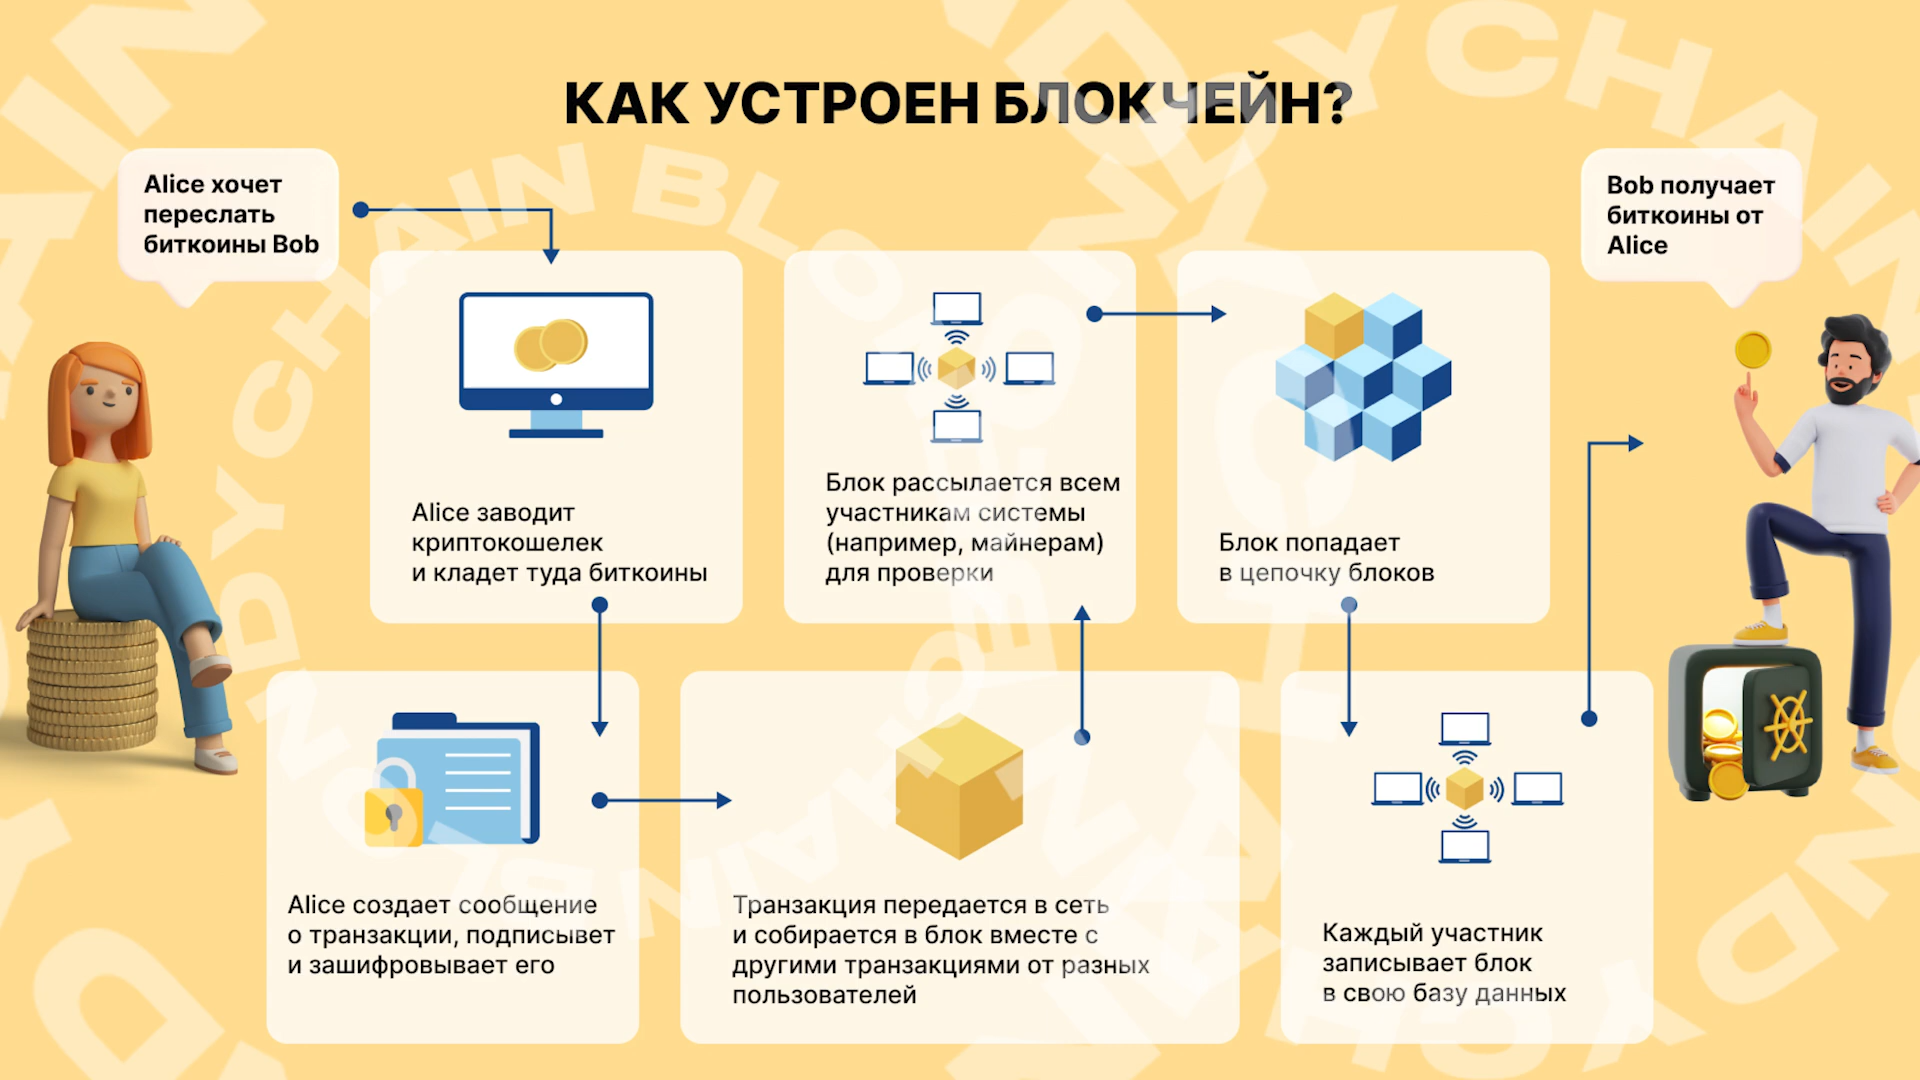 КАК УСТРОЕН БЛОКЧЕЙН?
Alice хочет
переслать
биткоины Bob
Alice заводит
криптокошелек
и кладет туда биткоины
Alice создает сообщение
о транзакции, подписывет
и зашифровывает его
Транзакция передается в сеть
и собирается в блок вместе с
другими транзакциями от разных
пользователей
Блок рассылается всем
участникам системы
(например, майнерам)
для проверки
Блок попадает
в цепочку блоков
Каждый участник
записывает блок
в свою базу данных
Bob получает
биткоины от
Alice